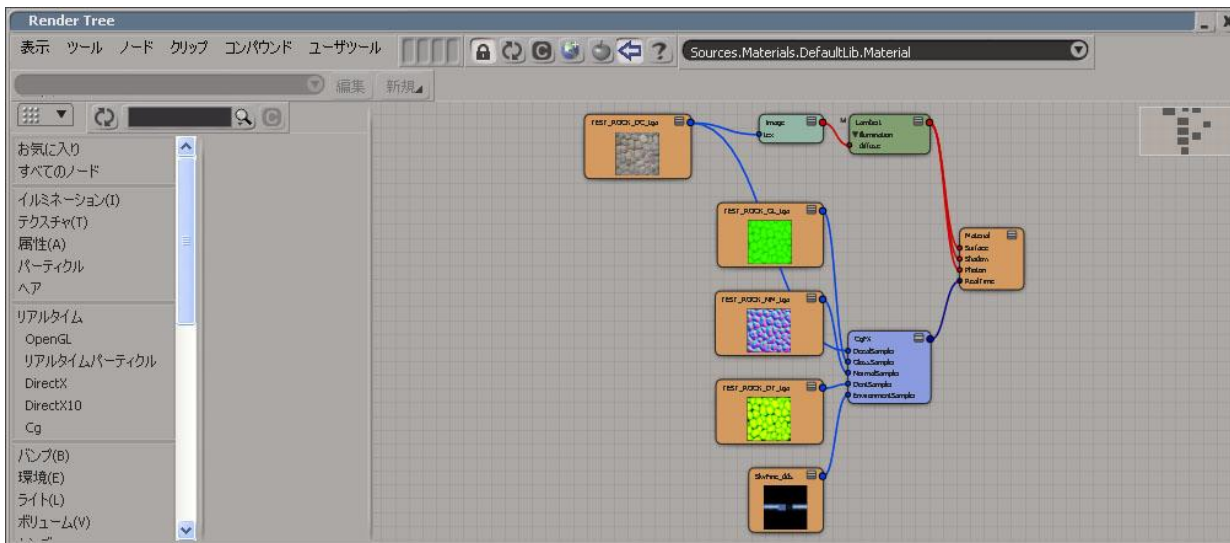 Render Tree
表示 ツール ノード クリップ コンパウンド ユーザツール
Sources.Materials.DefaultLib.Material
編集 新規
お気に入り
すべてのノード
イルミネーション(I)
テクスチャ(T)
属性(A)
パーティクル
ヘア
リアルタイム
OpenGL
リアルタイムパーティクル
DirectX
DirectX10
Cg
バンプ(B)
環境(E)
ライト(L)
ボリューム(V)
TEST_ROCK_DC_tga
Image
tex
M
Lambert
Illumination
diffuse
TEST_ROCK_GL_tga
Material
Surface
Shadow
Photon
RealTime
TEST_ROCK_NM_tga
CgFX
DecalSampler
GlossSampler
NormalSampler
DentSampler
EnvironmentSampler
TEST_ROCK_DT_tga